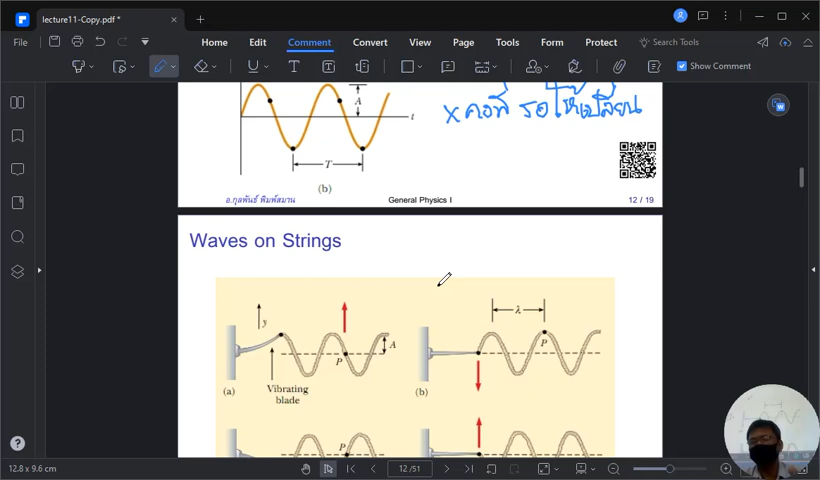 lecture11-Copy.pdf *
File
Home
Edit
Comment
Convert
View
Page
Tools
Form
Protect
Search Tools
Show Comment
A
t
T
(b)
x คือที่ รอให้เปลี่ยน
อ.กุลพันธ์ พิมพ์สมาน
General Physics I
12 / 19
Waves on Strings
y
A
P
Vibrating
blade
(a)
λ
P
(b)
P
12.8 x 9.6 cm
12 /51